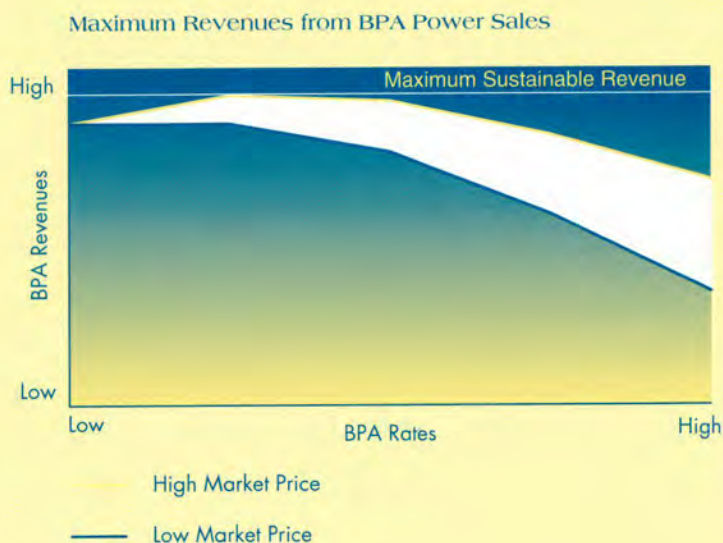 Maximum Revenues from BPA Power Sales
High
Maximum Sustainable Revenue
BPA Revenues
Low
Low
BPA Rates
High
High Market Price
Low Market Price